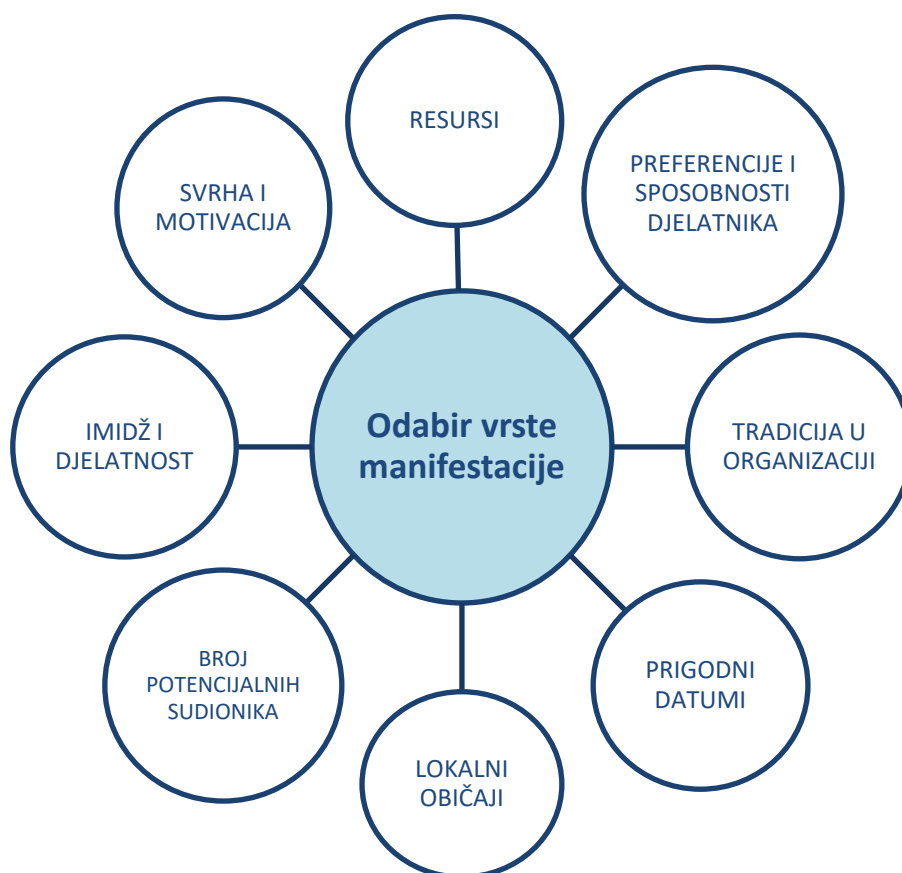 RESURSI
PREFERENCIJE I
SPOSOBNOSTI
DJELATNIKA
SVRHA I
MOTIVACIJA
Odabir vrste
manifestacije
IMIDŽ I
DJELATNOST
TRADICIJA U
ORGANIZACIJI
BROJ
POTENCIJALNIH
SUDIONIKA
PRIGODNI
DATUMI
LOKALNI
OBIČAJI